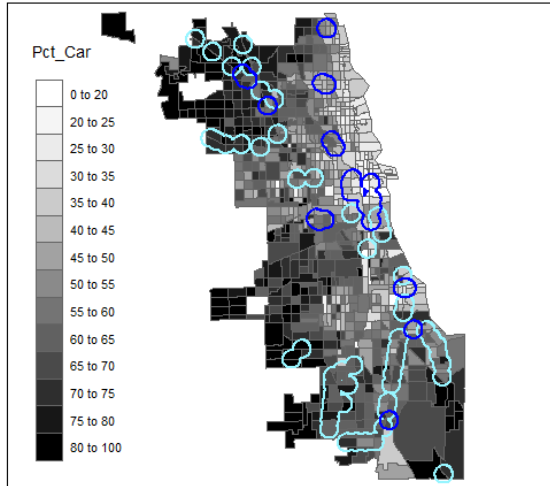 Pct_Car
0 to 20
20 to 25
25 to 30
30 to 35
35 to 40
40 to 45
45 to 50
50 to 55
55 to 60
60 to 65
65 to 70
70 to 75
75 to 80
80 to 100